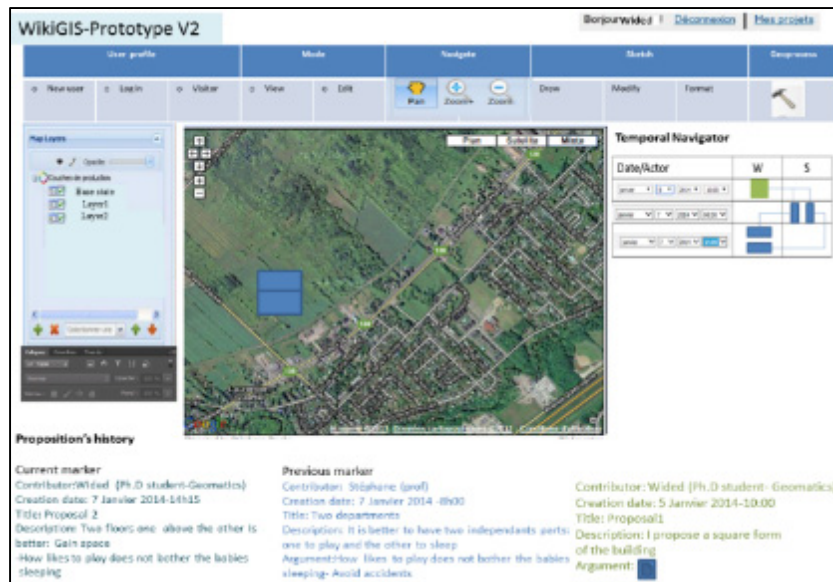 WikiGIS-Prototype V2
Bonjour Wided | Déconnexion | Mes projets
User profile Mode Navigate Sketch Geoprocess
New user Login Visitor View Edit Pan Zoom+ Zoom- Draw Modify Format
Map Layers
Opacite
Couches de production
Base state
Layer1
Layer2
Plan Satellite Mixte
Temporal Navigator
Date/Actor W S
Proposition's history
Current marker
Contributor:Wided (Ph.D student-Geomatics)
Creation date: 7 Janvier 2014-14h15
Title: Proposal 2
Description: Two floors one above the other is
better: Gain space
-How likes to play does not bother the babies
sleeping
Previous marker
Contributor: Stéphane (prof)
Creation date: 7 Janvier 2014 -8h00
Title: Two departments
Description: It is better to have two independants parts:
one to play and the other to sleep
Argument:How likes to play does not bother the babies
sleeping- Avoid accidents
Contributor: Wided (Ph.D student- Geomatics)
Creation date: 5 Janvier 2014-10:00
Title: Proposal1
Description: I propose a square form
of the building
Argument: